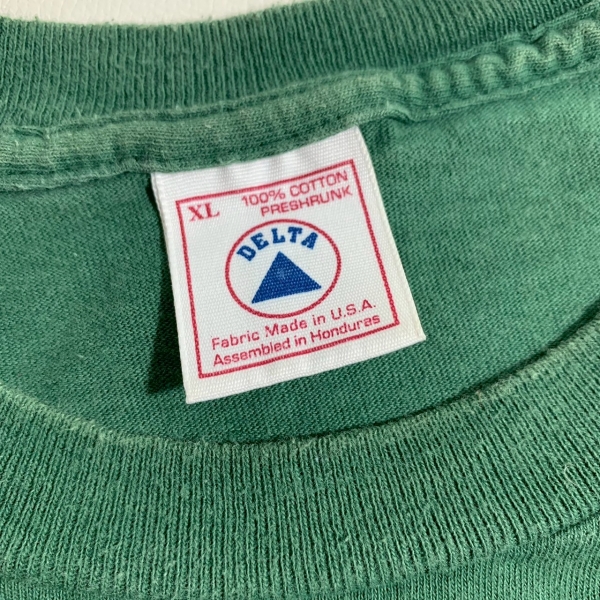 XL 100% COTTON
PRESHRUNK
DELTA
Fabric Made in U.S.A.
Assembled in Honduras